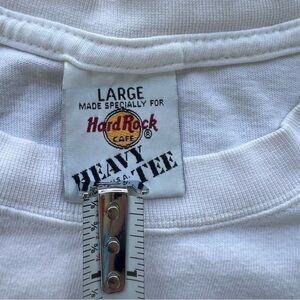 LARGE
MADE SPECIALLY FOR
Hard Rock
CAFE
®
HEAVY
TEE